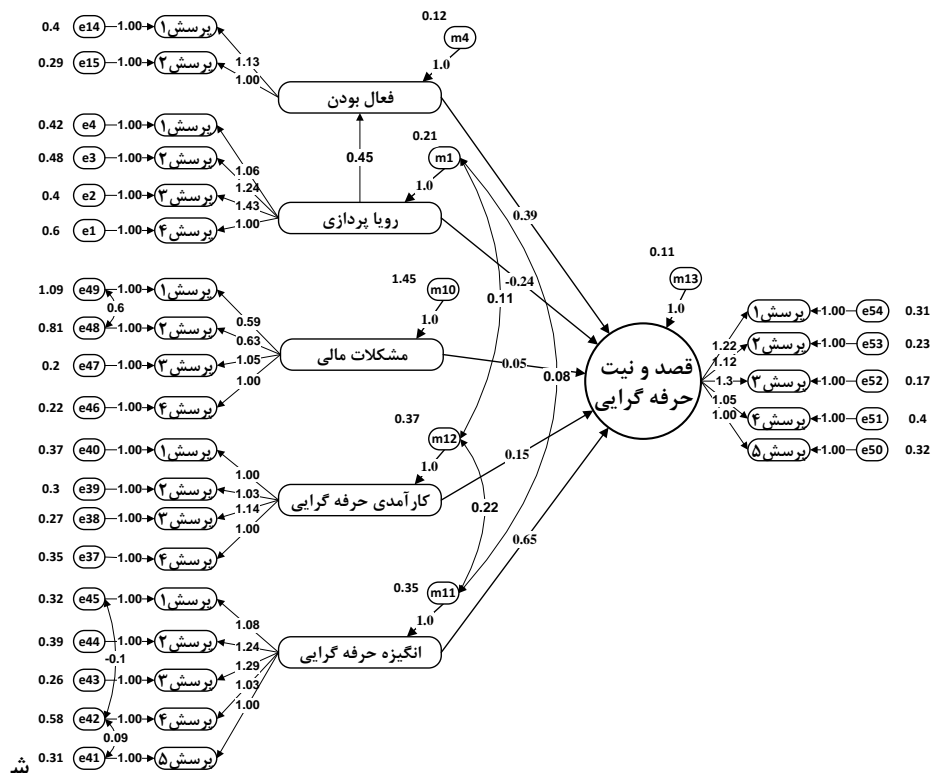 0.4 e14 1.00 پرسش۱
0.29 e15 1.00 پرسش۲
1.13
1.00
0.12
m4
1.0
فعال بودن
0.39
0.42 e4 1.00 پرسش۱
0.48 e3 1.00 پرسش۲
0.4 e2 1.00 پرسش۳
0.6 e1 1.00 پرسش۴
1.06
1.24
1.43
1.00
0.45
0.21
m1
1.0
رویا پردازی
-0.24
0.11
0.08
1.09 e49 1.00 پرسش۱
0.6
0.81 e48 1.00 پرسش۲
0.2 e47 1.00 پرسش۳
0.22 e46 1.00 پرسش۴
0.59
0.63
1.05
1.00
1.45
m10
1.0
مشکلات مالی
0.05
0.37 e40 1.00 پرسش۱
0.3 e39 1.00 پرسش۲
0.27 e38 1.00 پرسش۳
0.35 e37 1.00 پرسش۴
1.00
1.03
1.14
1.00
0.37
m12
1.0
کارآمدی حرفه گرایی
0.15
0.22
0.32 e45 1.00 پرسش۱
0.39 e44 1.00 پرسش۲
-0.1
0.26 e43 1.00 پرسش۳
0.58 e42 1.00 پرسش۴
0.09
0.31 e41 1.00 پرسش۵
1.08
1.24
1.29
1.03
1.00
0.35
m11
1.0
انگیزه حرفه گرایی
0.65
0.11
m13
1.0
قصد و نیت
حرفه گرایی
1.22
1.12
1.3
1.05
1.00
پرسش۱ 1.00 e54 0.31
پرسش۲ 1.00 e53 0.23
پرسش۳ 1.00 e52 0.17
پرسش۴ 1.00 e51 0.4
پرسش۵ 1.00 e50 0.32